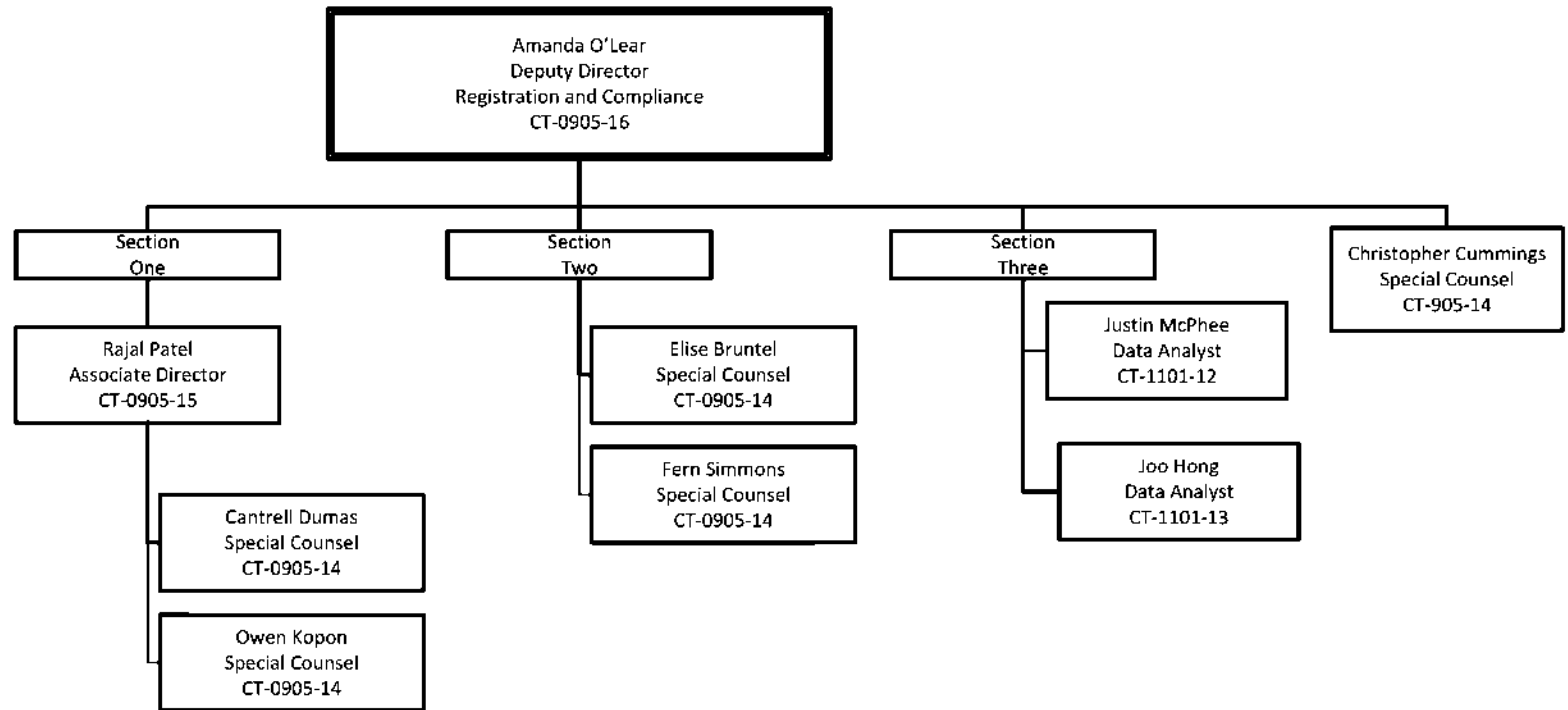 Amanda O'Lear
Deputy Director
Registration and Compliance
CT-0905-16
Section
One
Section
Two
Section
Three
Christopher Cummings
Special Counsel
CT-905-14
Rajal Patel
Associate Director
CT-0905-15
Elise Bruntel
Special Counsel
CT-0905-14
Justin McPhee
Data Analyst
CT-1101-12
Fern Simmons
Special Counsel
CT-0905-14
Joo Hong
Data Analyst
CT-1101-13
Cantrell Dumas
Special Counsel
CT-0905-14
Owen Kopon
Special Counsel
CT-0905-14